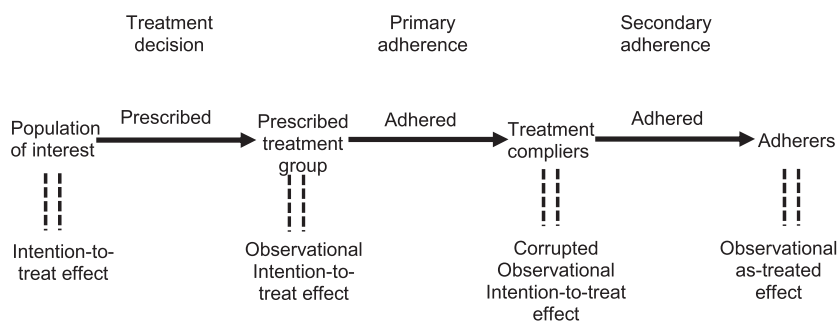 Treatment
decision
Primary
adherence
Secondary
adherence
Population
of interest
Prescribed
Prescribed
treatment
group
Adhered
Treatment
compliers
Adhered
Adherers
Intention-to-
treat effect
Observational
Intention-to-
treat effect
Corrupted
Observational
Intention-to-treat
effect
Observational
as-treated
effect